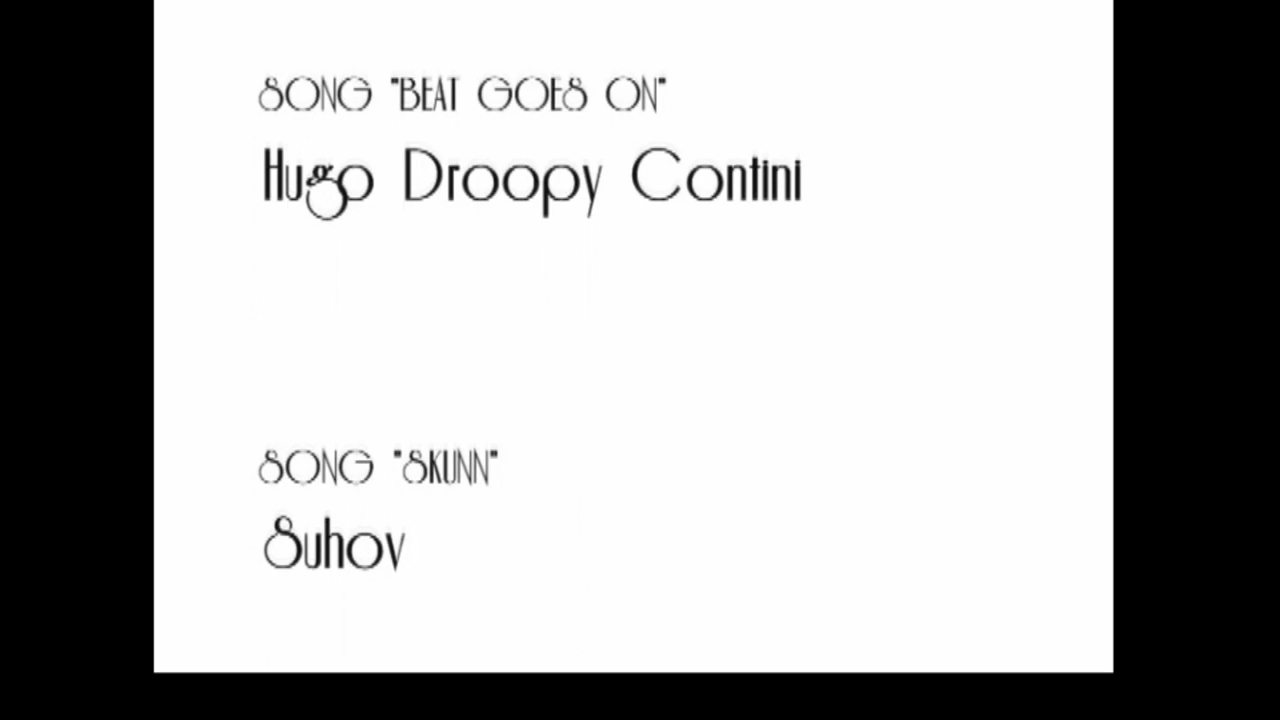 SONG "BEAT GOES ON"
Hugo Droopy Contini
SONG "SKUNN"
Suhov